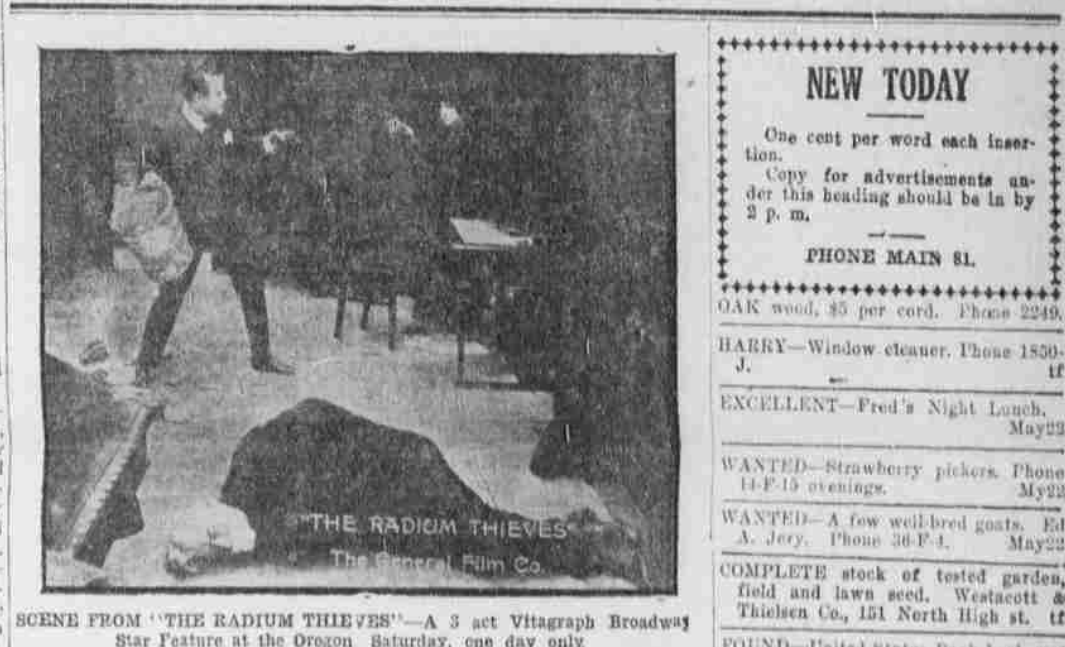 "THE RADIUM THIEVES"
The General Film Co.
SCENE FROM "THE RADIUM THIEVES"—A 3 act Vitagraph Broadway
Star Feature at the Oregon Saturday, one day only
NEW TODAY
One cent per word each inser-
tion.
Copy for advertisements un-
der this heading should be in by
2 p. m.
PHONE MAIN 81.
OAK wood, $5 per cord. Phone 2249.
HARRY—Window cleaner. Phone 1850-
J. tf
EXCELLENT—Fred's Night Lunch.
May22
WANTED—Strawberry pickers. Phone
14-F-15 evenings. My22
WANTED—A few well-bred goats. Ed
A. Jery. Phone 36-F-4. May22
COMPLETE stock of tested garden,
field and lawn seed. Westacott &
Thielsen Co., 151 North High st. tf
FOUND—United States